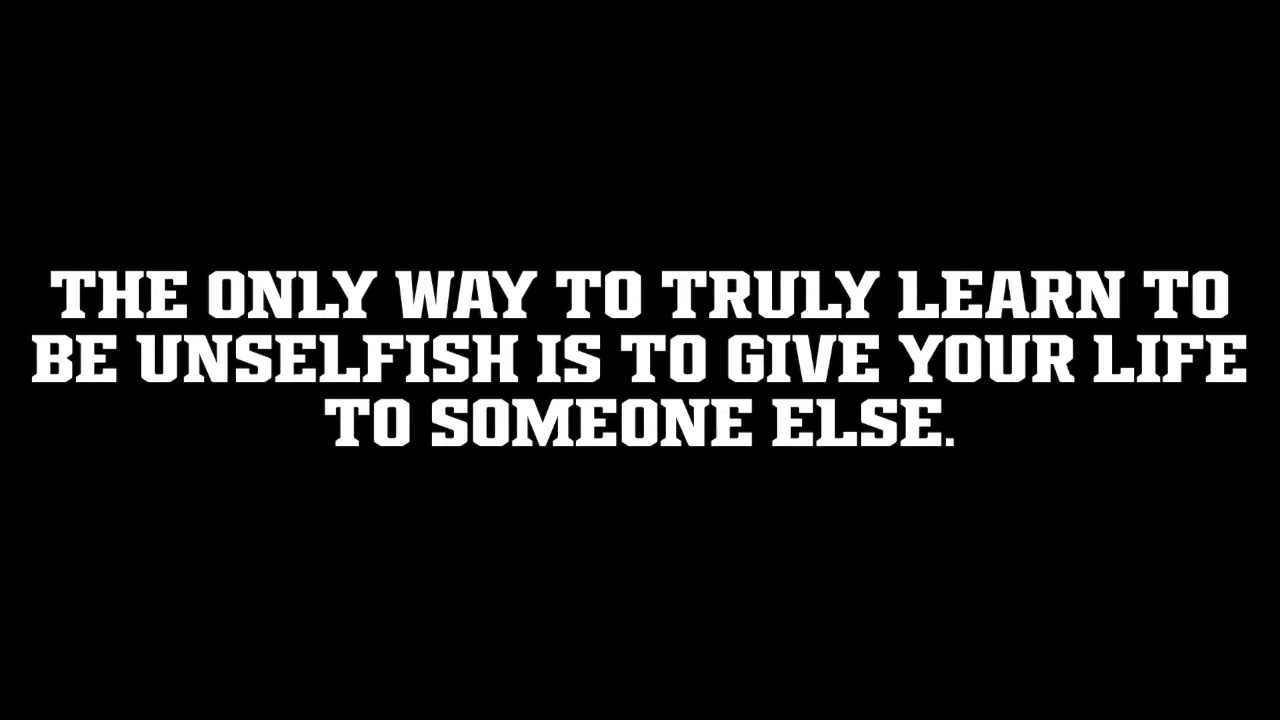 THE ONLY WAY TO TRULY LEARN TO
BE UNSELFISH IS TO GIVE YOUR LIFE
TO SOMEONE ELSE.